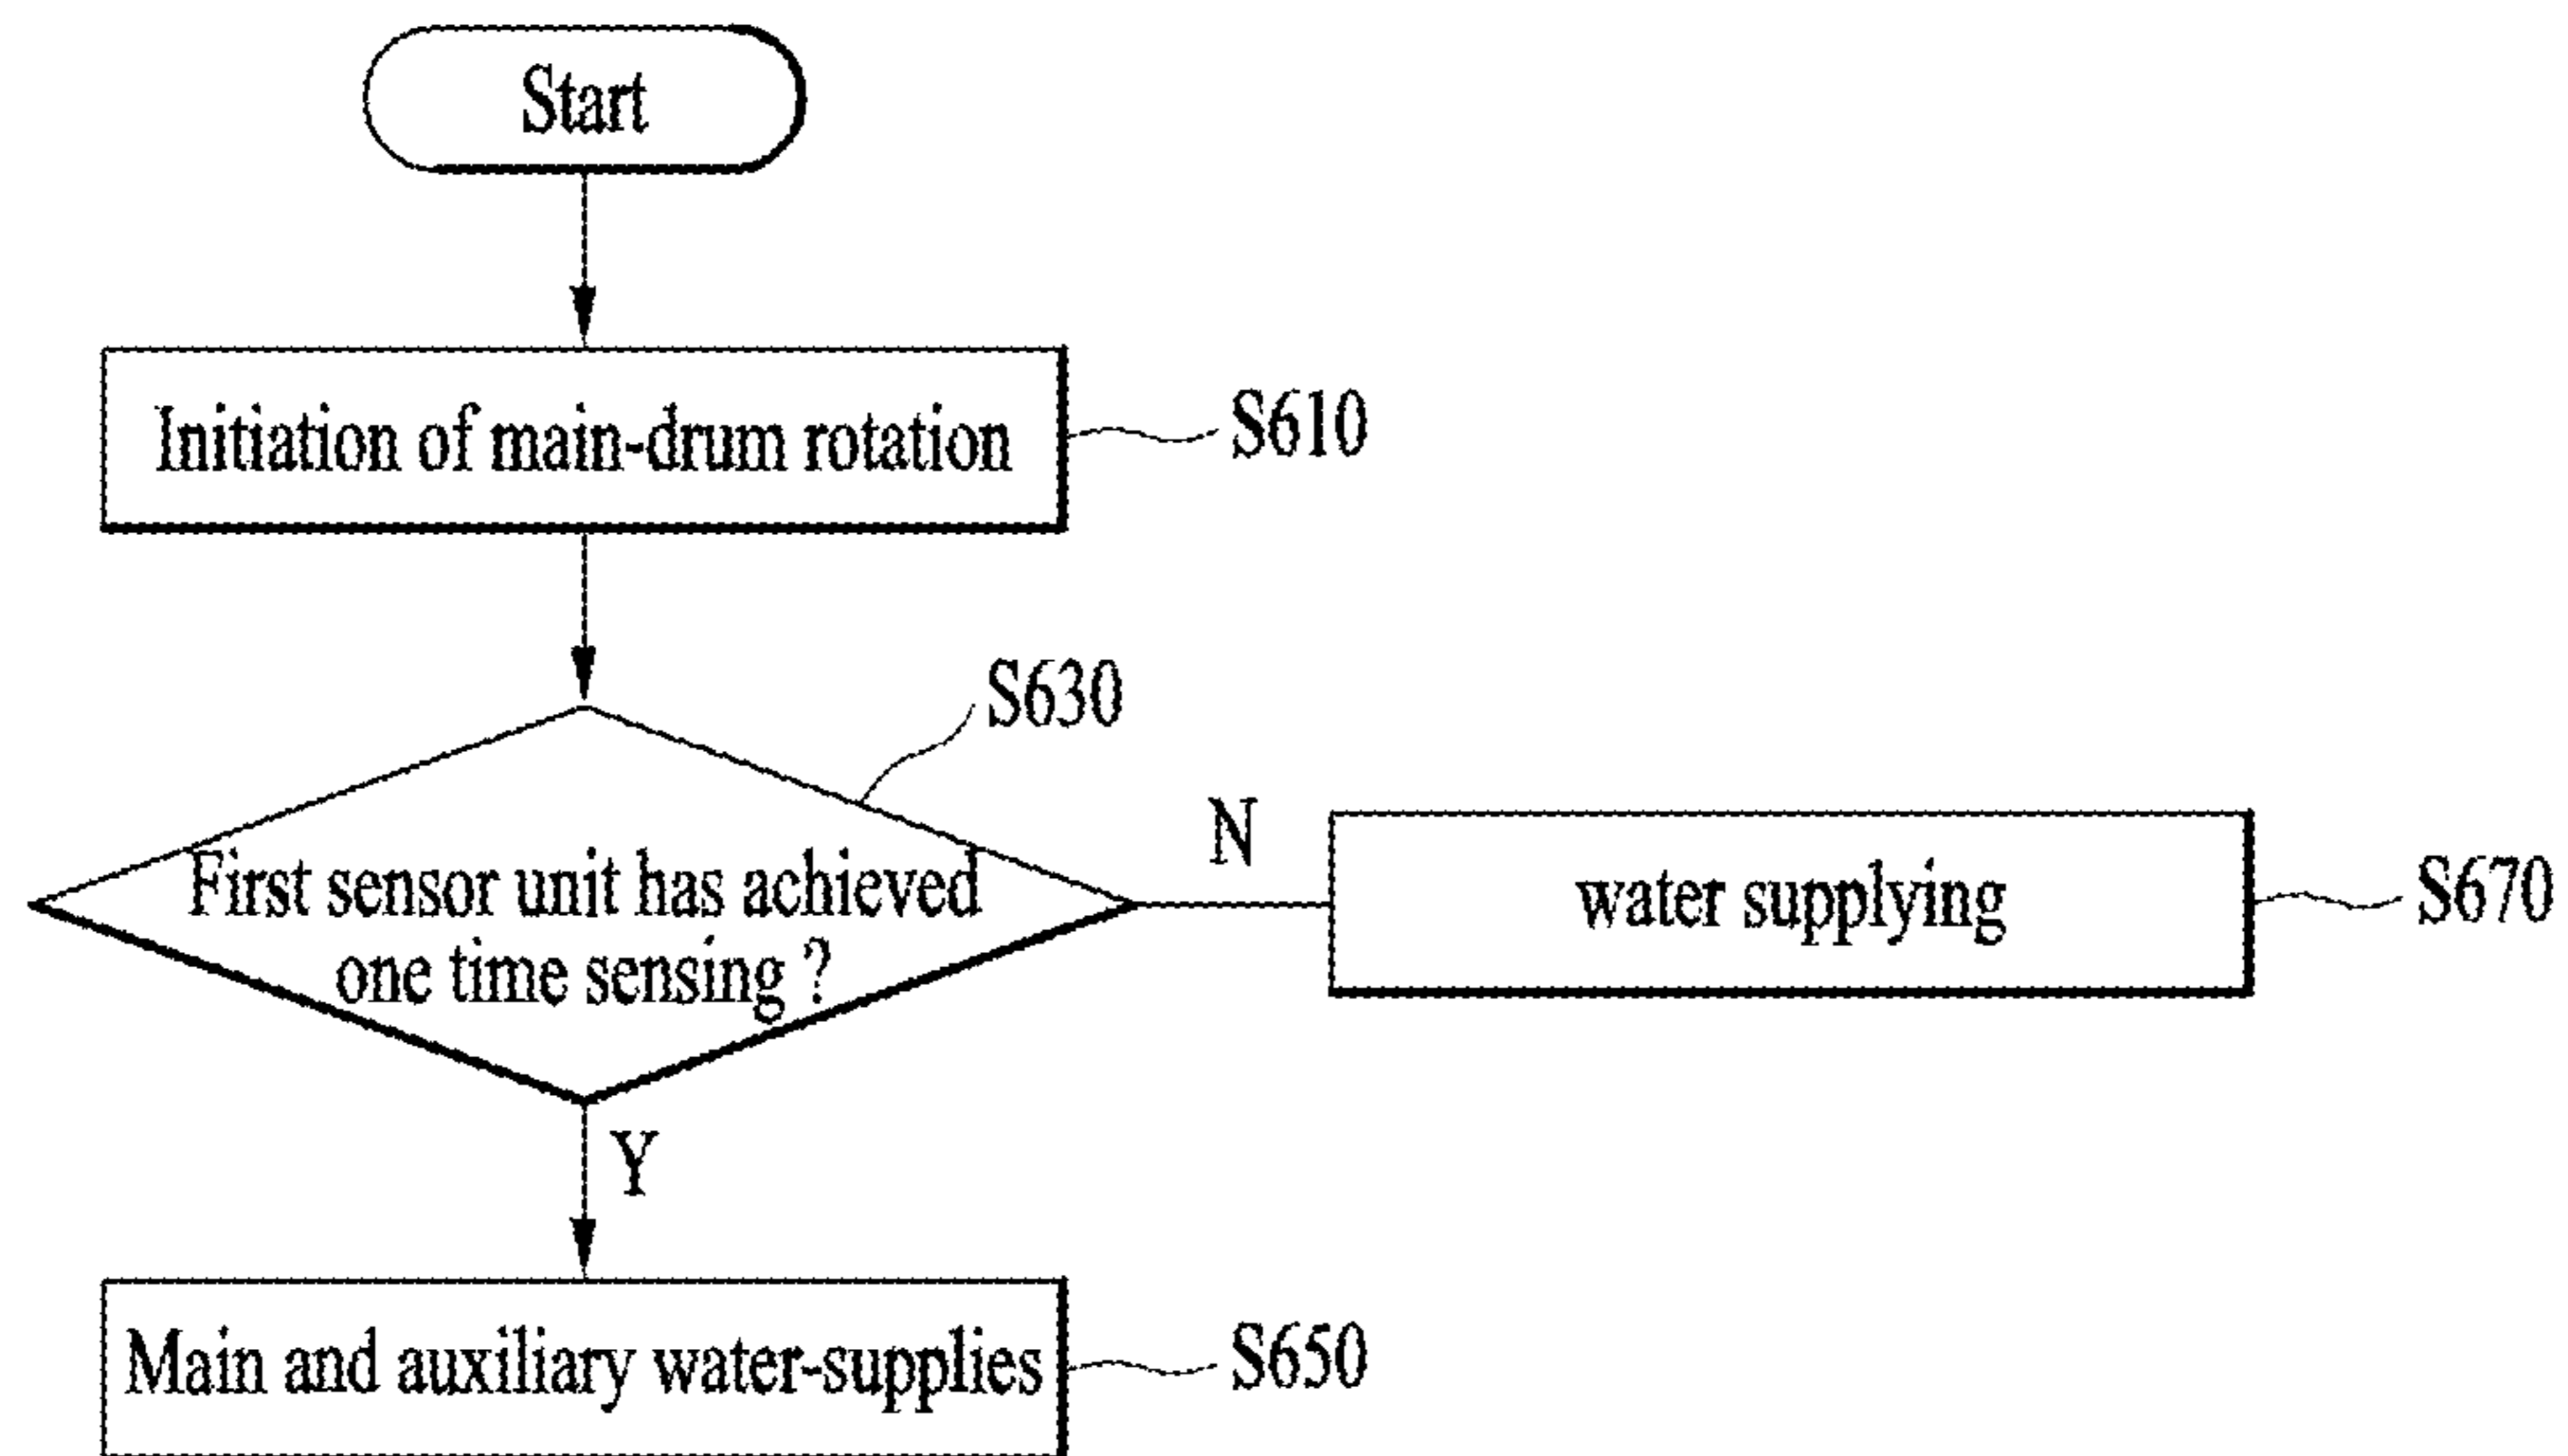 Start
Initiation of main-drum rotation
S610
S630
First sensor unit has achieved
one time sensing ?
N
water supplying
S670
Y
Main and auxiliary water-supplies
S650